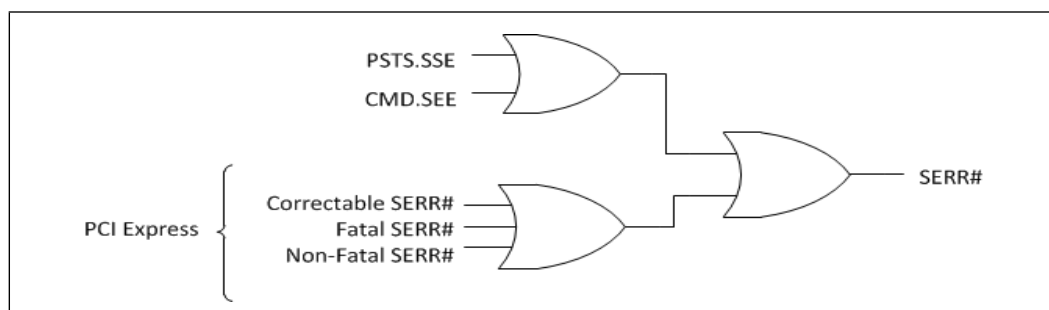 PSTS.SSE
CMD.SEE
SERR#
PCI Express
Correctable SERR#
Fatal SERR#
Non-Fatal SERR#